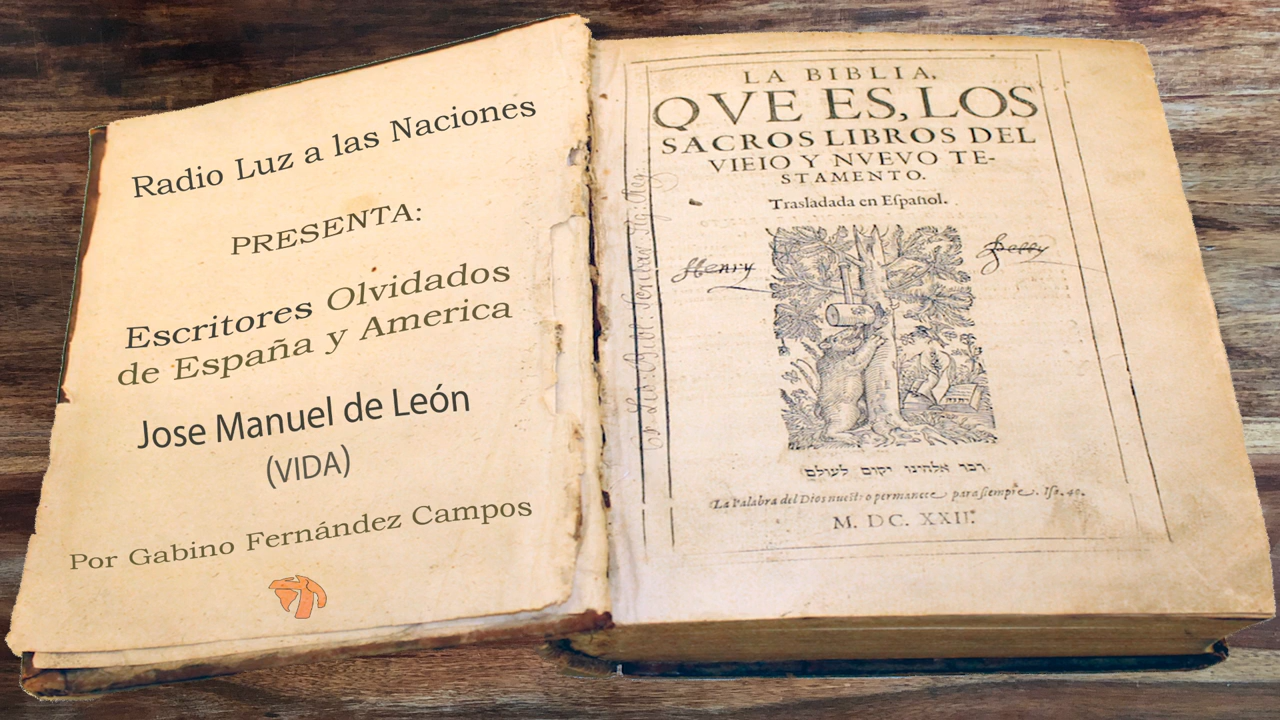 Radio Luz a las Naciones
PRESENTA:
Escritores Olvidados
de España y America
Jose Manuel de León
(VIDA)
Por Gabino Fernández Campos
LA BIBLIA,
QVE ES, LOS
SACROS LIBROS DEL
VIEIO Y NVEVO TE-
STAMENTO.
Trasladada en Español.
Henry
דבר אלהינו יקום לעולם
La Palabra del Dios nuestro permanece para siempre. Iso. 40.
M. DC. XXII.